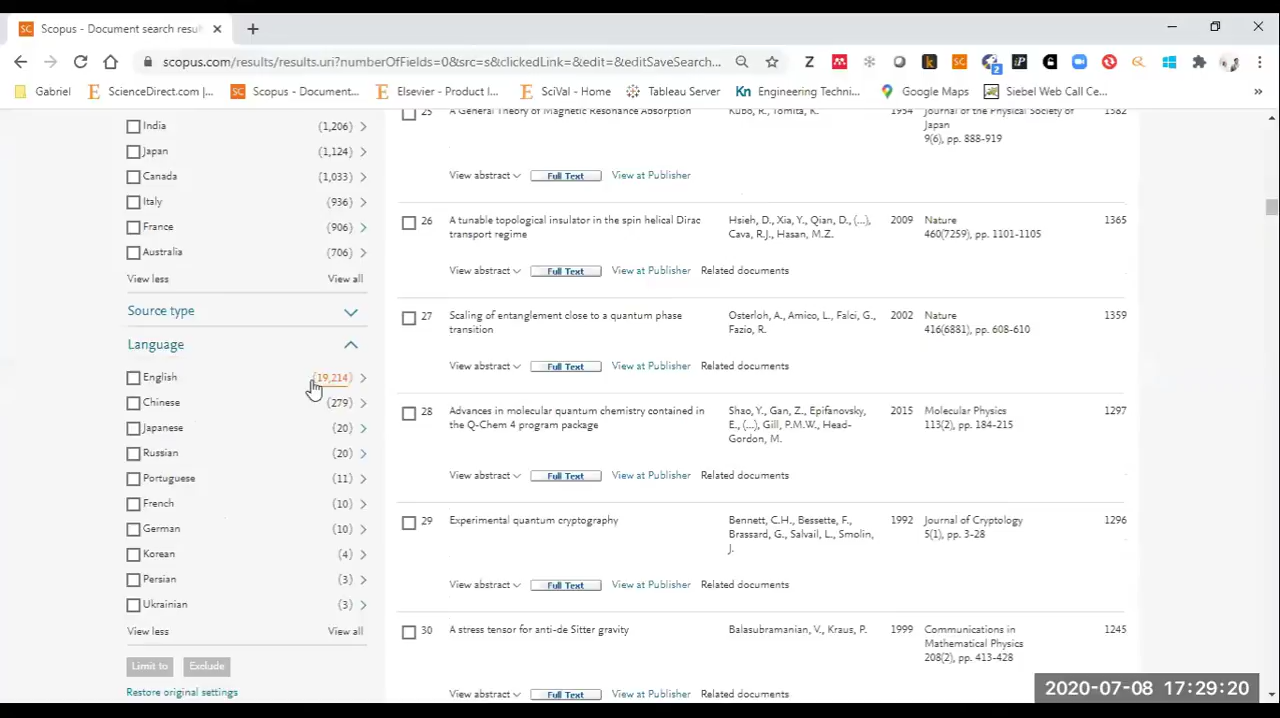 Scopus - Document search resul
scopus.com/results/results.uri?numberOfFields=0&src=s&clickedLink=&edit=&editSaveSearch...
Gabriel
ScienceDirect.com |...
Scopus - Document...
Elsevier - Product I...
SciVal - Home
Tableau Server
Engineering Techni...
Google Maps
Siebel Web Call Ce...
»
India (1,206)
Japan (1,124)
Canada (1,033)
Italy (936)
France (906)
Australia (706)
View less View all
Source type
Language
English (19,214)
Chinese (279)
Japanese (20)
Russian (20)
Portuguese (11)
French (10)
German (10)
Korean (4)
Persian (3)
Ukrainian (3)
View less View all
Limit to Exclude
Restore original settings
25 A General Theory of Magnetic Resonance Absorption Kubo, R., Tomita, K. 1954 Journal of the Physical Society of 1382
Japan
9(6), pp. 888-919
View abstract Full Text View at Publisher
26 A tunable topological insulator in the spin helical Dirac Hsieh, D., Xia, Y., Qian, D., (...), 2009 Nature 1365
transport regime Cava, R.J., Hasan, M.Z. 460(7259), pp. 1101-1105
View abstract Full Text View at Publisher Related documents
27 Scaling of entanglement close to a quantum phase Osterloh, A., Amico, L., Falci, G., 2002 Nature 1359
transition Fazio, R. 416(6881), pp. 608-610
View abstract Full Text View at Publisher Related documents
28 Advances in molecular quantum chemistry contained in Shao, Y., Gan, Z., Epifanovsky, 2015 Molecular Physics 1297
the Q-Chem 4 program package E., (...), Gill, P.M.W., Head- 113(2), pp. 184-215
Gordon, M.
View abstract Full Text View at Publisher Related documents
29 Experimental quantum cryptography Bennett, C.H., Bessette, F., 1992 Journal of Cryptology 1296
Brassard, G., Salvail, L., Smolin, 5(1), pp. 3-28
J.
View abstract Full Text View at Publisher Related documents
30 A stress tensor for anti-de Sitter gravity Balasubramanian, V., Kraus, P. 1999 Communications in 1245
Mathematical Physics
208(2), pp. 413-428
View abstract Full Text View at Publisher Related documents
2020-07-08 17:29:20